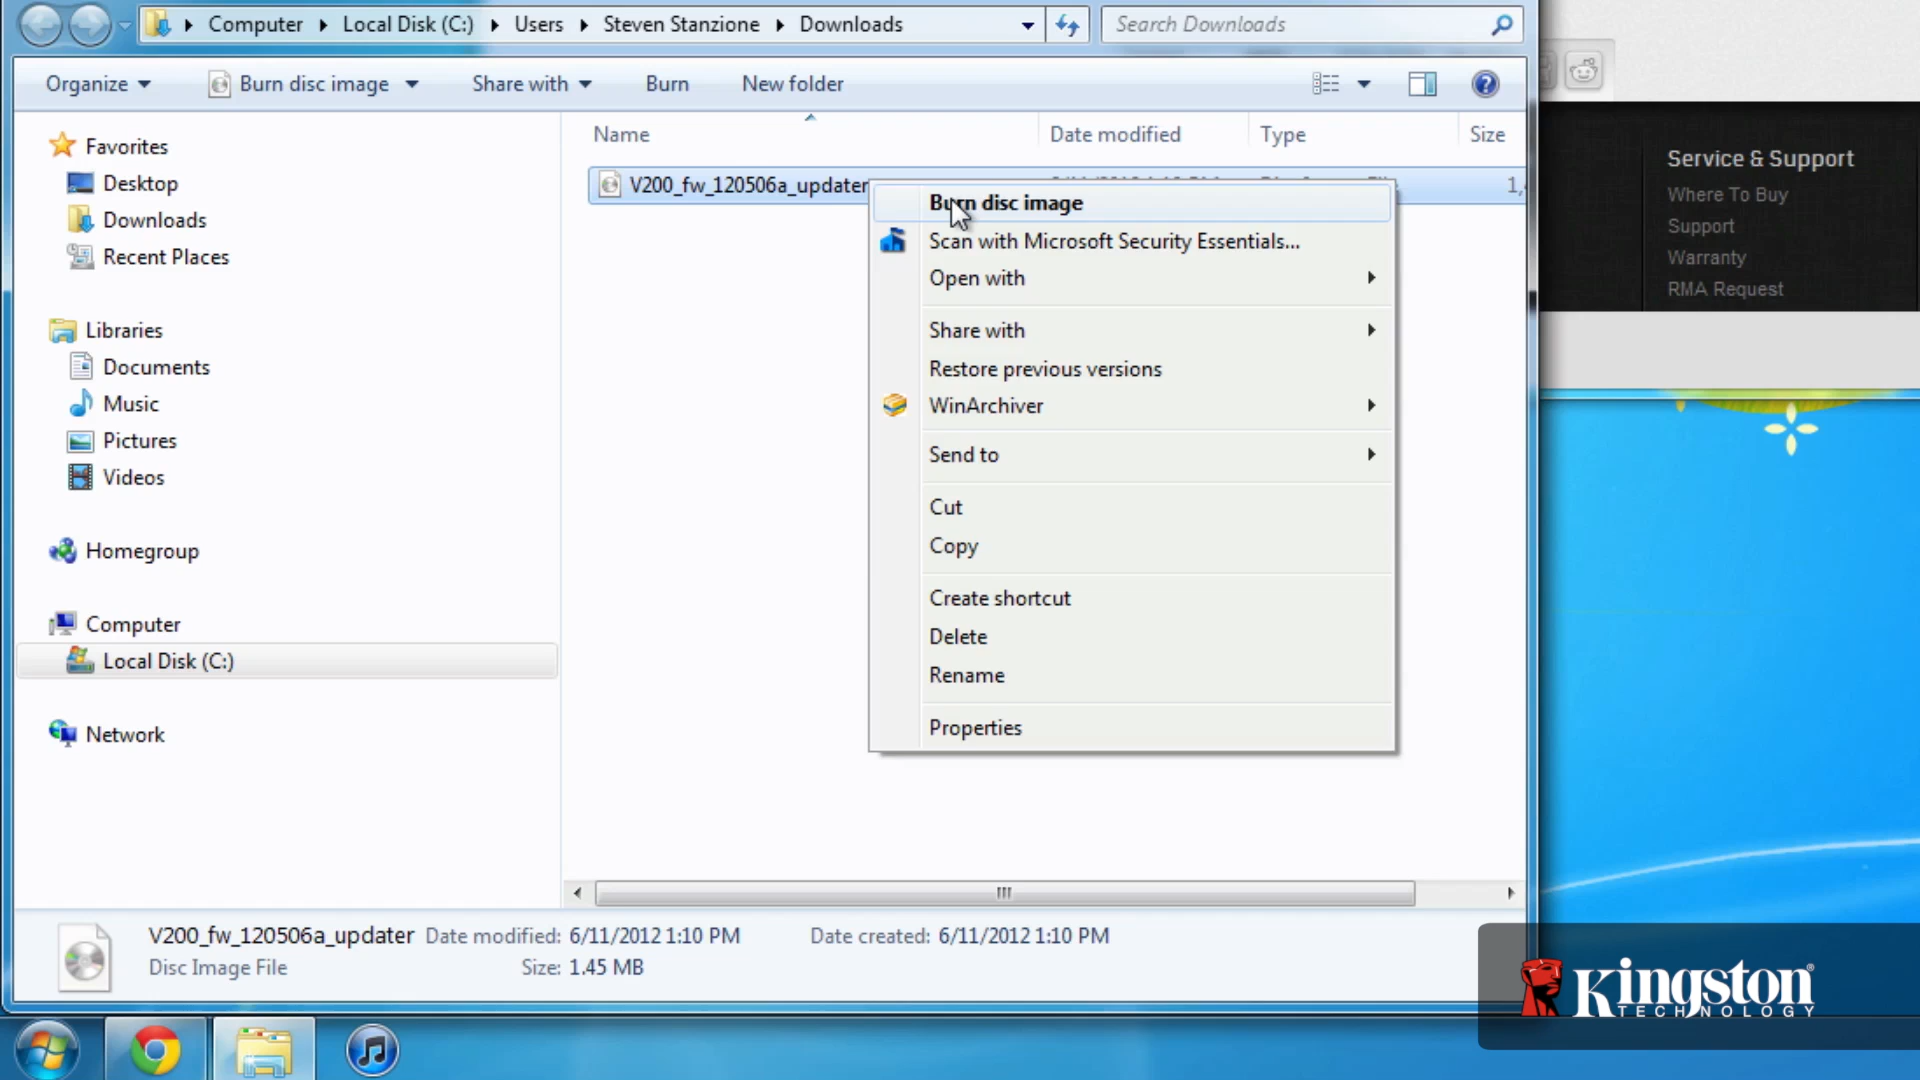 Computer Local Disk (C:) Users Steven Stanzione Downloads Search Downloads
Organize Burn disc image Share with Burn New folder
Name Date modified Type Size
V200_fw_120506a_updater
Favorites
Desktop
Downloads
Recent Places
Libraries
Documents
Music
Pictures
Videos
Homegroup
Computer
Local Disk (C:)
Network
Burn disc image
Scan with Microsoft Security Essentials...
Open with
Share with
Restore previous versions
WinArchiver
Send to
Cut
Copy
Create shortcut
Delete
Rename
Properties
V200_fw_120506a_updater Date modified: 6/11/2012 1:10 PM Date created: 6/11/2012 1:10 PM
Disc Image File Size: 1.45 MB
Service & Support
Where To Buy
Support
Warranty
RMA Request
Kingston®
TECHNOLOGY